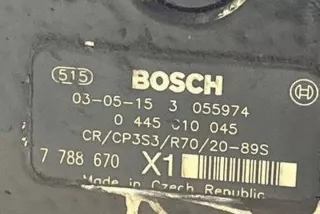 515 BOSCH
03-05-15 3 055974
0 445 010 045
CR/CP3S3/R70/20-89S
7 788 670 X1
Made in Czech Republic